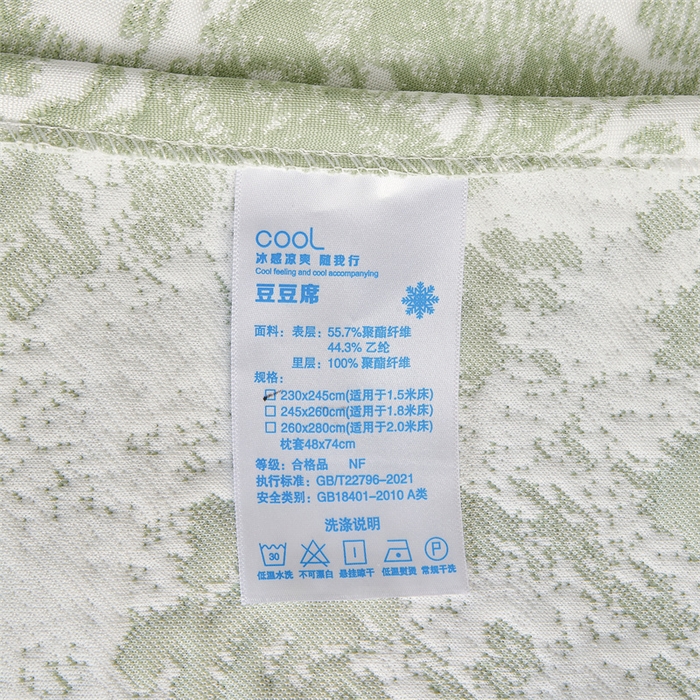 cooL
冰感凉爽 随我行
Cool feeling and cool accompanying
豆豆席
面料：表层：55.7%聚酯纤维
44.3% 乙纶
里层：100% 聚酯纤维
规格：
230x245cm(适用于1.5米床)
245x260cm(适用于1.8米床)
260x280cm(适用于2.0米床)
枕套48x74cm
等级：合格品 NF
执行标准：GB/T22796-2021
安全类别：GB18401-2010 A类
洗涤说明
30 P
低温水洗 不可漂白 悬挂晾干 低温熨烫 常规干洗